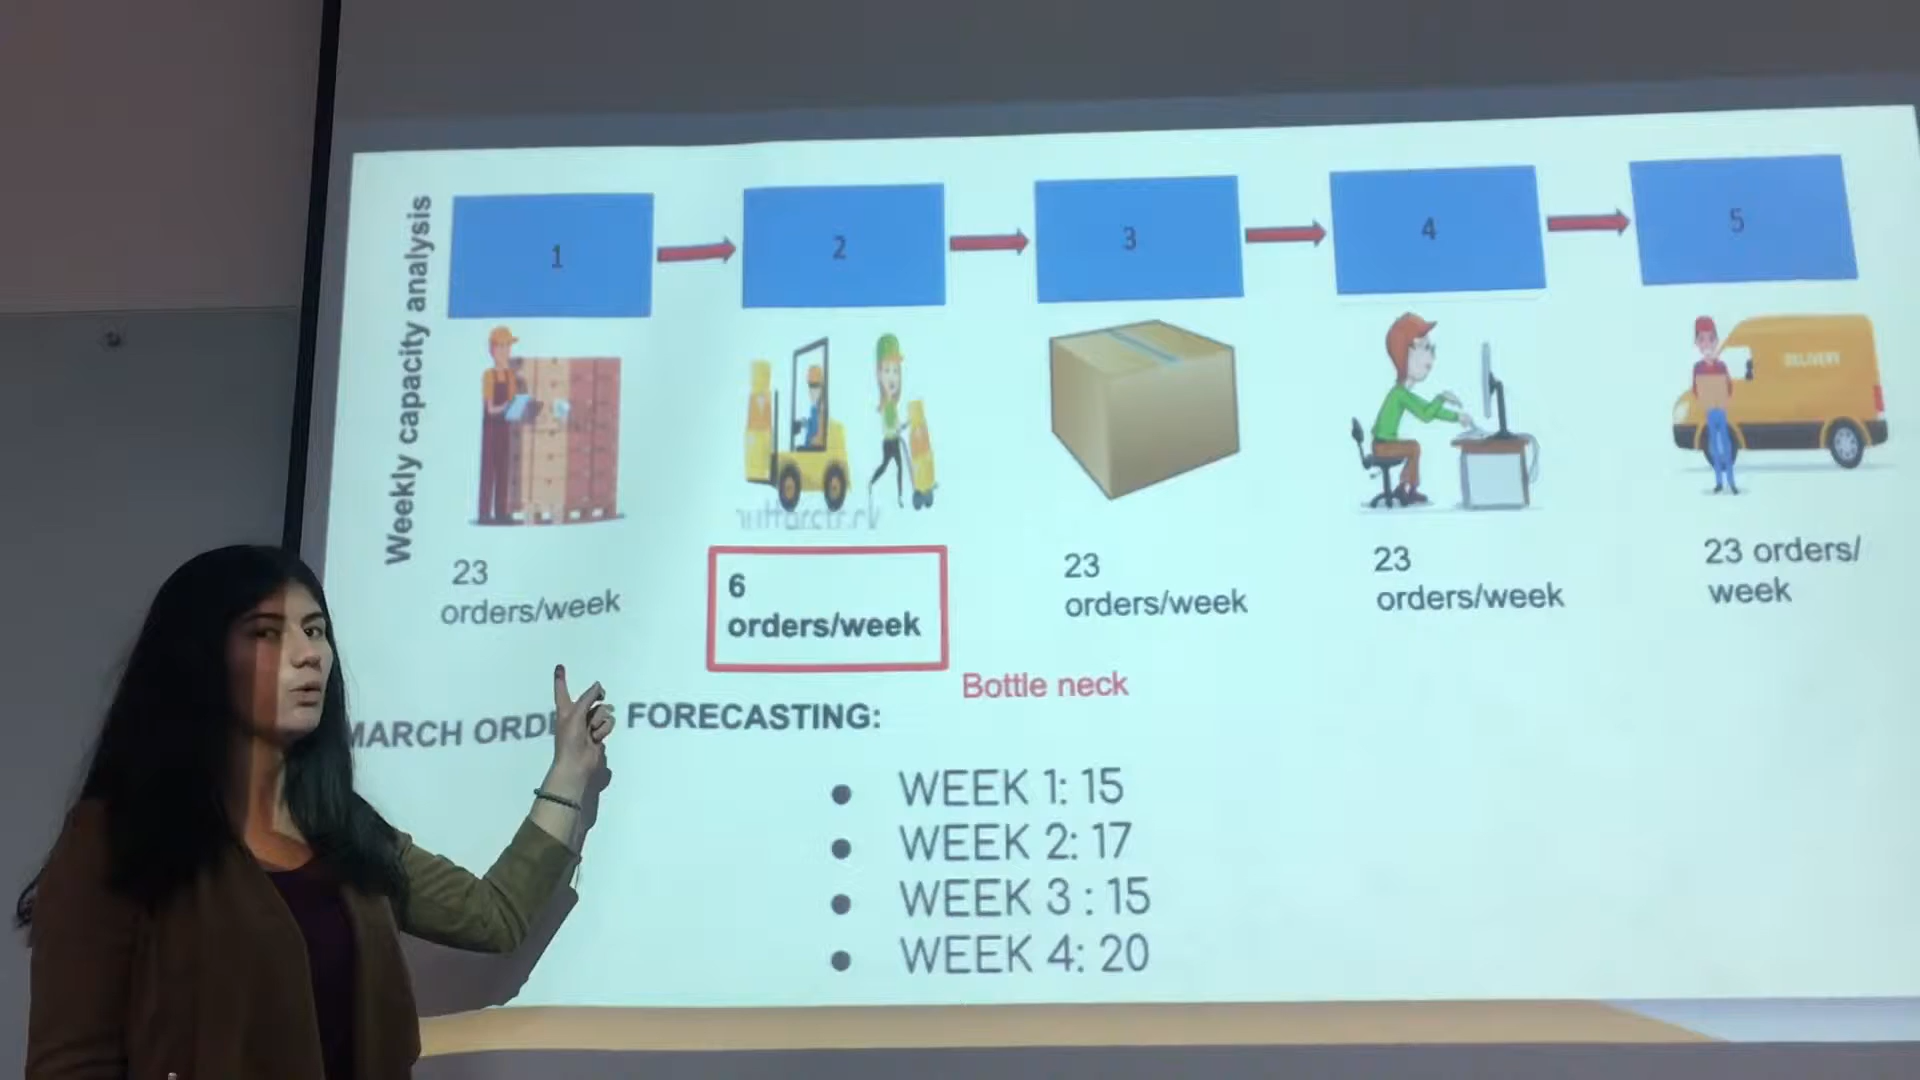 Weekly capacity analysis
1
2
3
4
5
DELIVERY
23
orders/week
6
orders/week
23
orders/week
23
orders/week
23 orders/
week
Bottle neck
MARCH FORECASTING:
WEEK 1: 15
WEEK 2: 17
WEEK 3 : 15
WEEK 4: 20